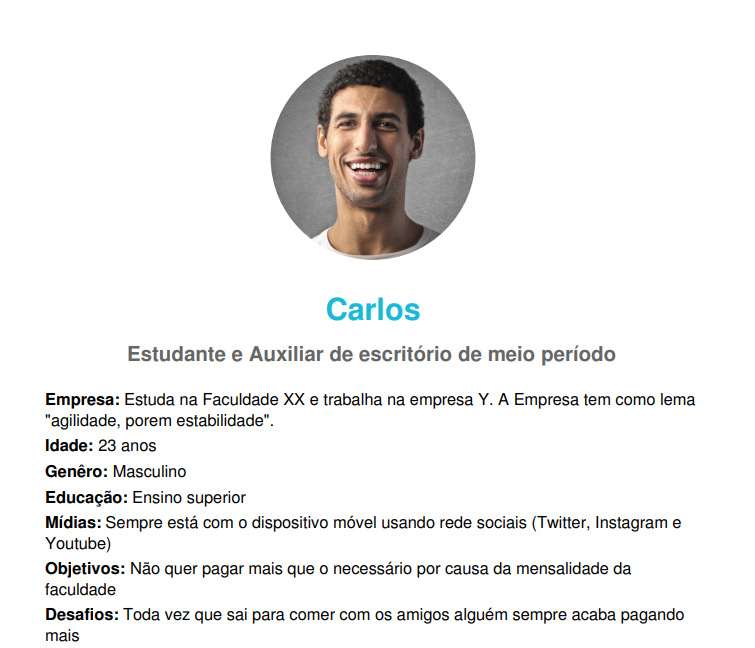 Carlos
Estudante e Auxiliar de escritório de meio período
Empresa: Estuda na Faculdade XX e trabalha na empresa Y. A Empresa tem como lema
"agilidade, porem estabilidade".
Idade: 23 anos
Genêro: Masculino
Educação: Ensino superior
Mídias: Sempre está com o dispositivo móvel usando rede sociais (Twitter, Instagram e
Youtube)
Objetivos: Não quer pagar mais que o necessário por causa da mensalidade da
faculdade
Desafios: Toda vez que sai para comer com os amigos alguém sempre acaba pagando
mais